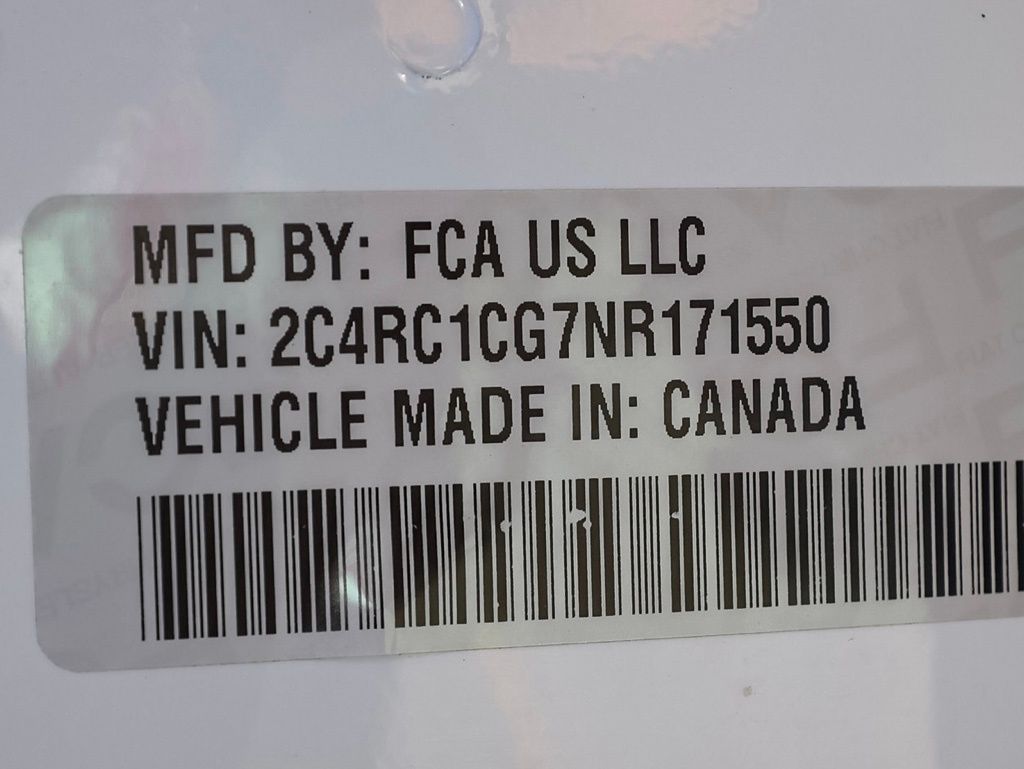 MFD BY: FCA US LLC
VIN: 2C4RC1CG7NR171550
VEHICLE MADE IN: CANADA